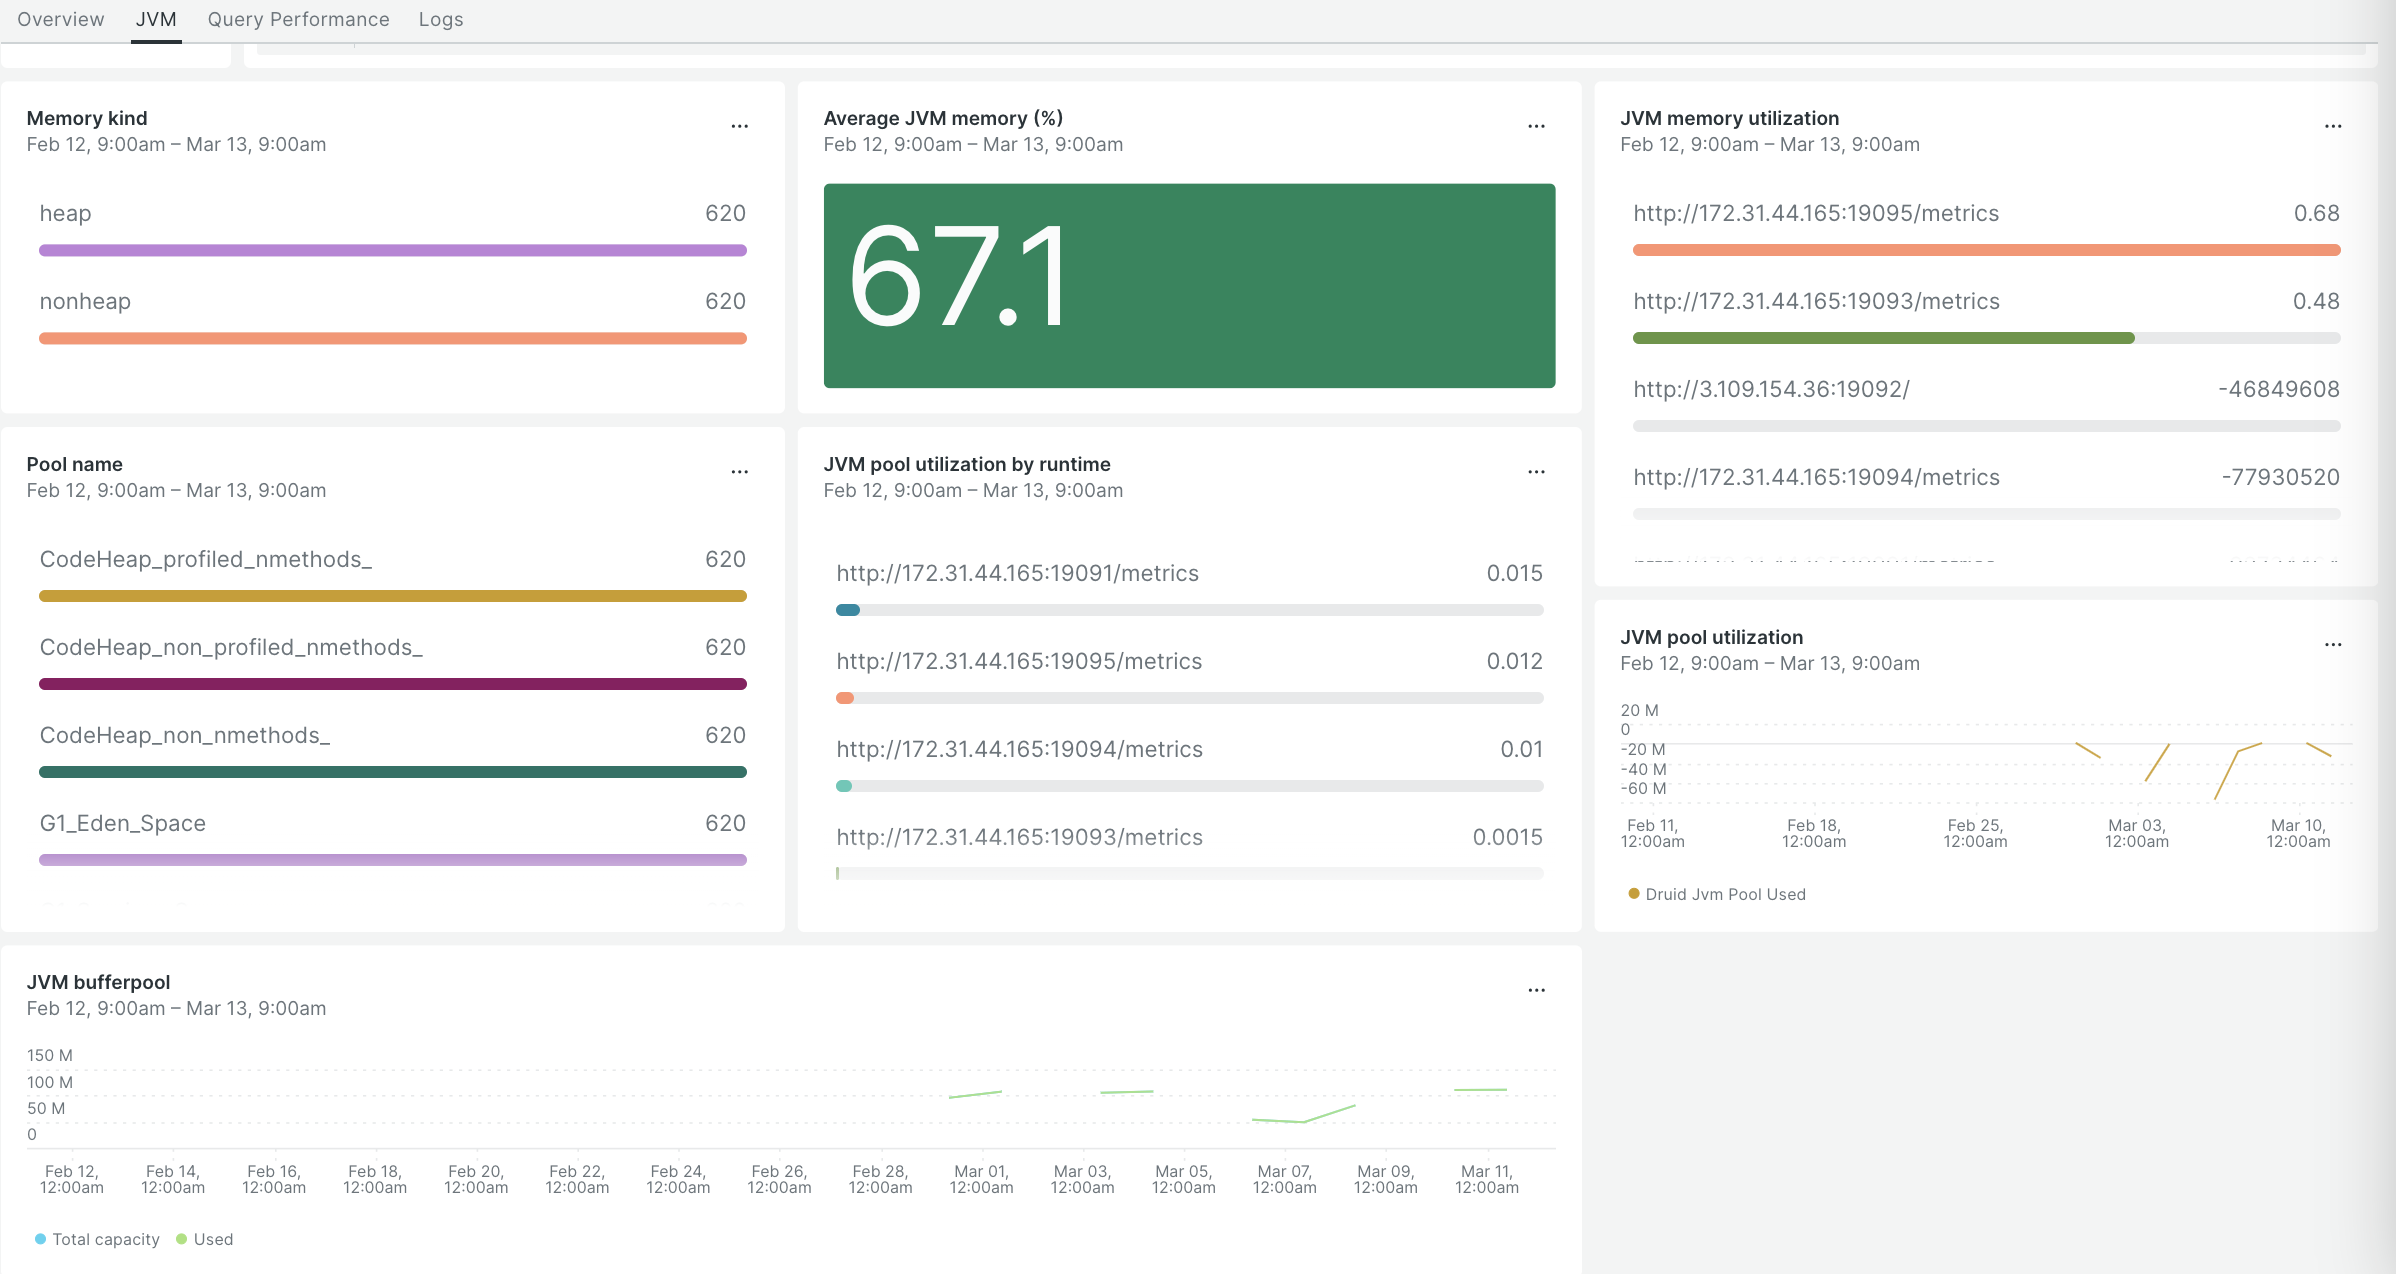 Overview JVM Query Performance Logs
Memory kind
Feb 12, 9:00am – Mar 13, 9:00am
heap 620
nonheap 620
Average JVM memory (%)
Feb 12, 9:00am – Mar 13, 9:00am
67.1
JVM memory utilization
Feb 12, 9:00am – Mar 13, 9:00am
http://172.31.44.165:19095/metrics 0.68
http://172.31.44.165:19093/metrics 0.48
http://3.109.154.36:19092/ -46849608
http://172.31.44.165:19094/metrics -77930520
Pool name
Feb 12, 9:00am – Mar 13, 9:00am
CodeHeap_profiled_nmethods_ 620
CodeHeap_non_profiled_nmethods_ 620
CodeHeap_non_nmethods_ 620
G1_Eden_Space 620
JVM pool utilization by runtime
Feb 12, 9:00am – Mar 13, 9:00am
http://172.31.44.165:19091/metrics 0.015
http://172.31.44.165:19095/metrics 0.012
http://172.31.44.165:19094/metrics 0.01
http://172.31.44.165:19093/metrics 0.0015
JVM pool utilization
Feb 12, 9:00am – Mar 13, 9:00am
20 M
0
-20 M
-40 M
-60 M
Feb 11, Feb 18, Feb 25, Mar 03, Mar 10,
12:00am 12:00am 12:00am 12:00am 12:00am
Druid Jvm Pool Used
JVM bufferpool
Feb 12, 9:00am – Mar 13, 9:00am
150 M
100 M
50 M
0
Feb 12, Feb 14, Feb 16, Feb 18, Feb 20, Feb 22, Feb 24, Feb 26, Feb 28, Mar 01, Mar 03, Mar 05, Mar 07, Mar 09, Mar 11,
12:00am 12:00am 12:00am 12:00am 12:00am 12:00am 12:00am 12:00am 12:00am 12:00am 12:00am 12:00am 12:00am 12:00am 12:00am
Total capacity Used